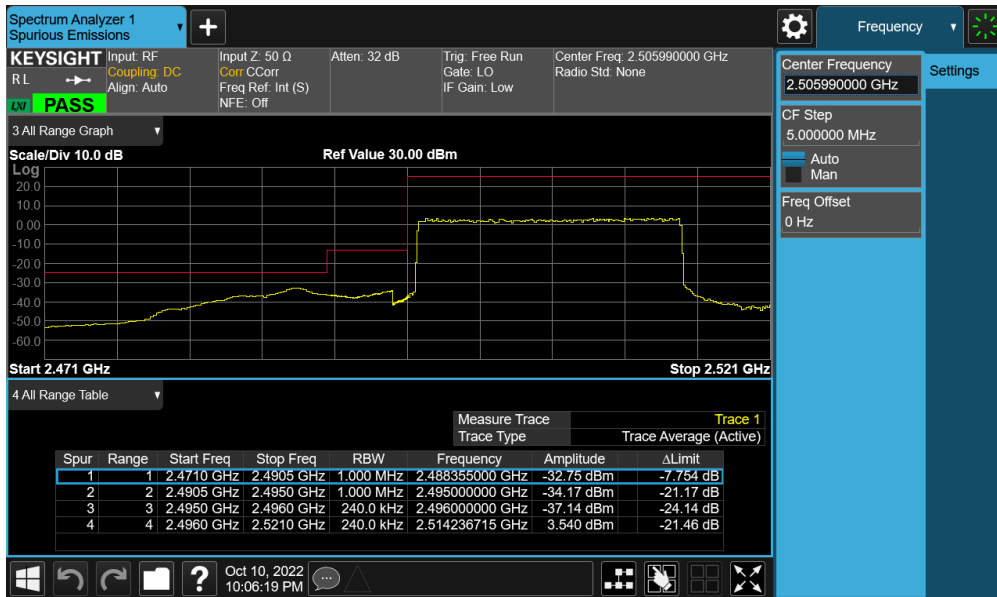 Spectrum Analyzer 1
Spurious Emissions
+
Frequency
KEYSIGHT
R L
LXI
PASS
Input: RF
Coupling: DC
Align: Auto
Input Z: 50 Ω
Corr CCorr
Freq Ref: Int (S)
NFE: Off
Atten: 32 dB
Trig: Free Run
Gate: LO
IF Gain: Low
Center Freq: 2.505990000 GHz
Radio Std: None
Center Frequency
2.505990000 GHz
Settings
CF Step
5.000000 MHz
Auto
Man
Freq Offset
0 Hz
3 All Range Graph
Scale/Div 10.0 dB
Ref Value 30.00 dBm
Log
20.0
10.0
0.00
-10.0
-20.0
-30.0
-40.0
-50.0
-60.0
Start 2.471 GHz
Stop 2.521 GHz
4 All Range Table
Measure Trace Trace 1
Trace Type Trace Average (Active)
Spur Range Start Freq Stop Freq RBW Frequency Amplitude ΔLimit
1 1 2.4710 GHz 2.4905 GHz 1.000 MHz 2.488355000 GHz -32.75 dBm -7.754 dB
2 2 2.4905 GHz 2.4950 GHz 1.000 MHz 2.495000000 GHz -34.17 dBm -21.17 dB
3 3 2.4950 GHz 2.4960 GHz 240.0 kHz 2.496000000 GHz -37.14 dBm -24.14 dB
4 4 2.4960 GHz 2.5210 GHz 240.0 kHz 2.514236715 GHz 3.540 dBm -21.46 dB
?
Oct 10, 2022
10:06:19 PM